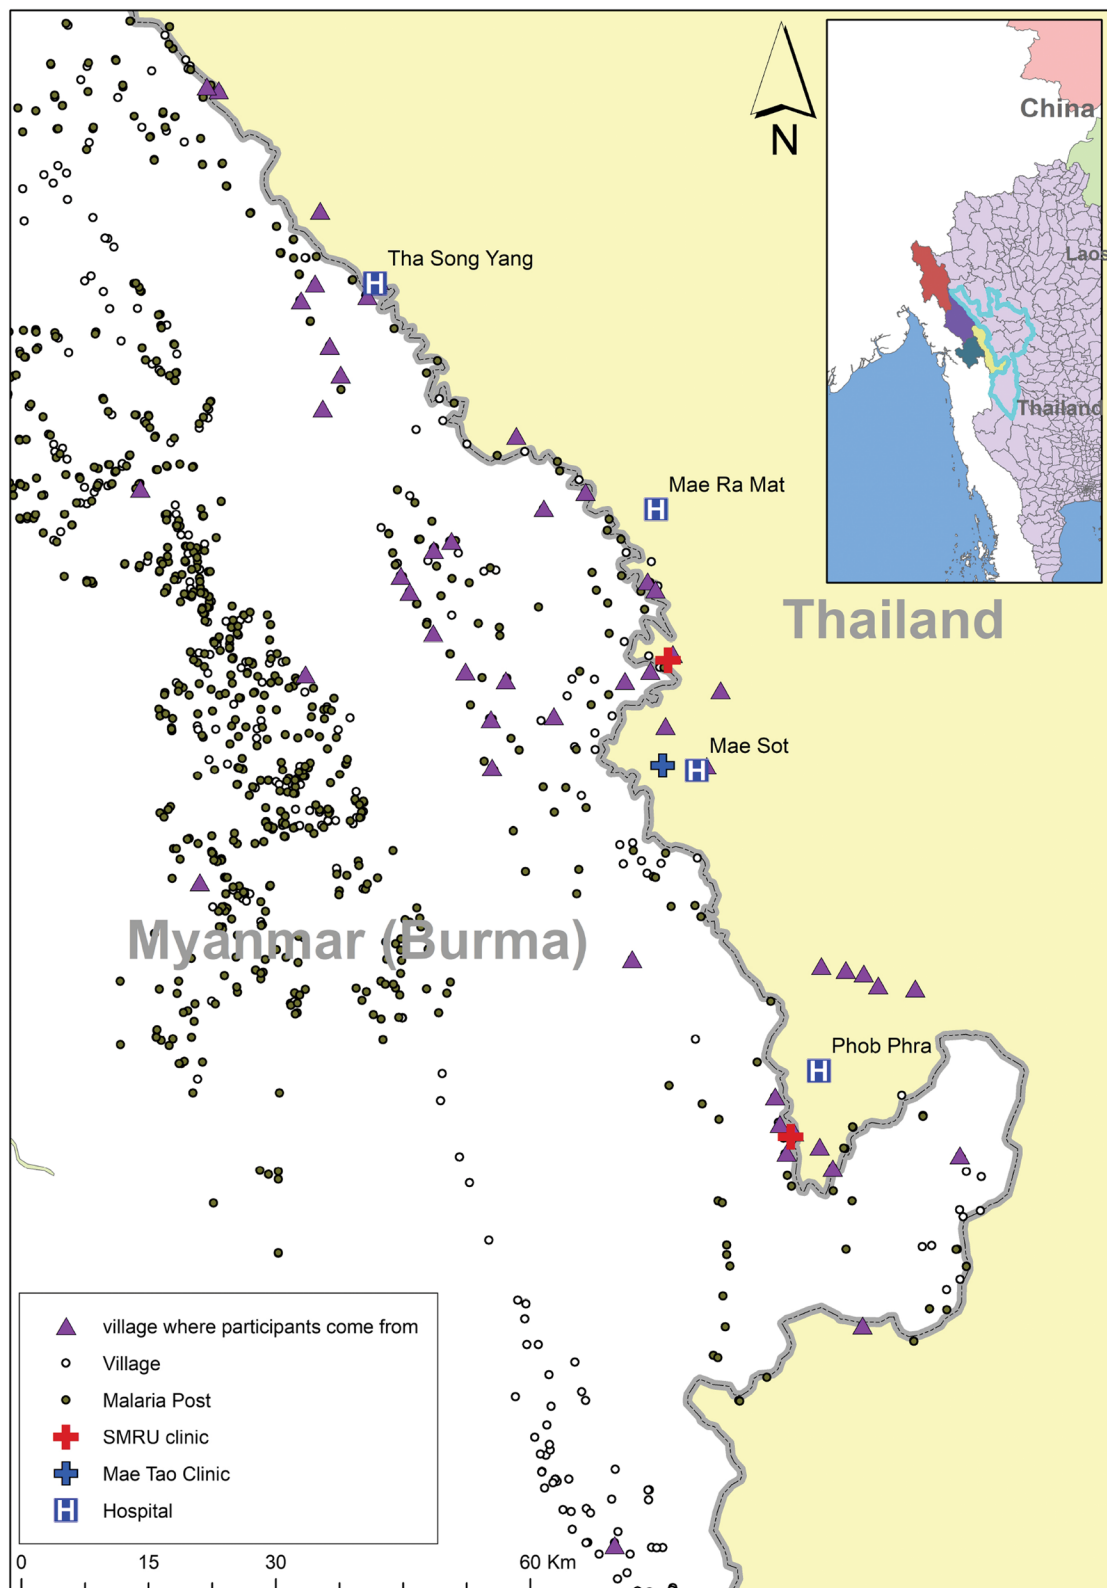 N
China
Laos
Thailand
Tha Song Yang
Mae Ra Mat
Thailand
Mae Sot
Myanmar (Burma)
Phob Phra
village where participants come from
Village
Malaria Post
SMRU clinic
Mae Tao Clinic
Hospital
H
H
H
H
H
0 15 30 60 Km